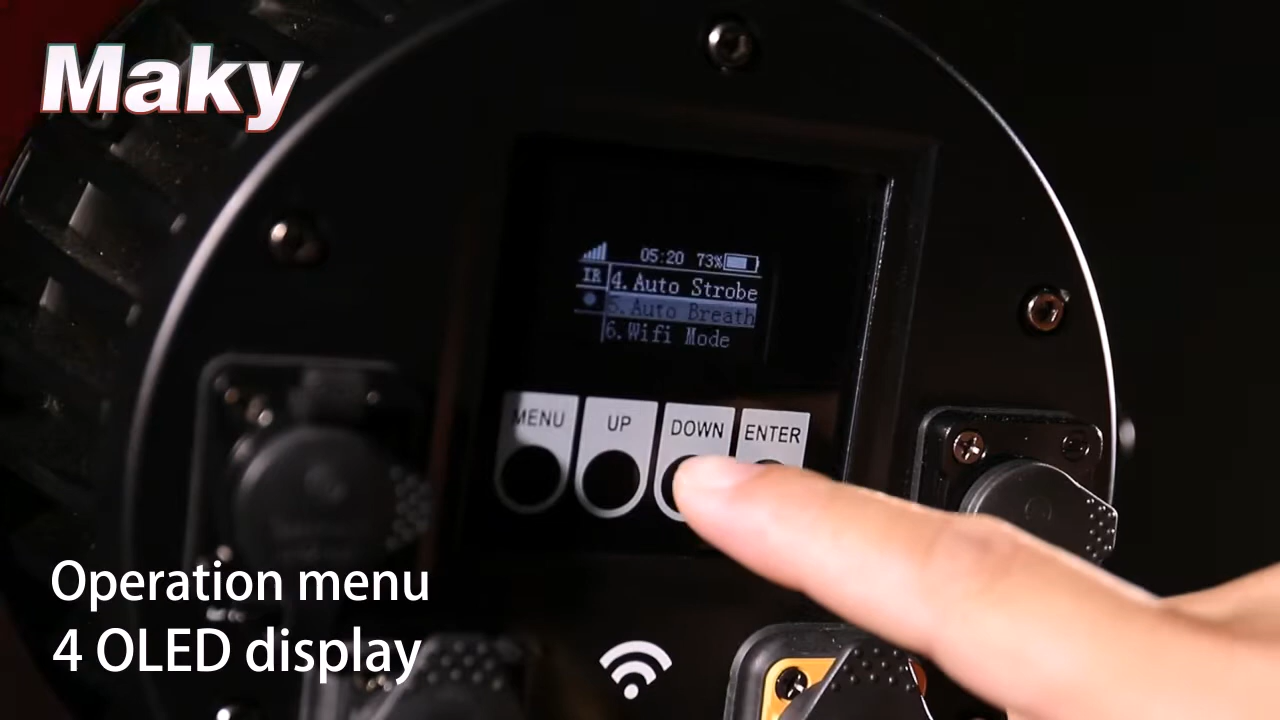 Maky
05:20 73%
IR
4.Auto Strobe
5.Auto Breath
6.Wifi Mode
MENU UP DOWN ENTER
Operation menu
4 OLED display